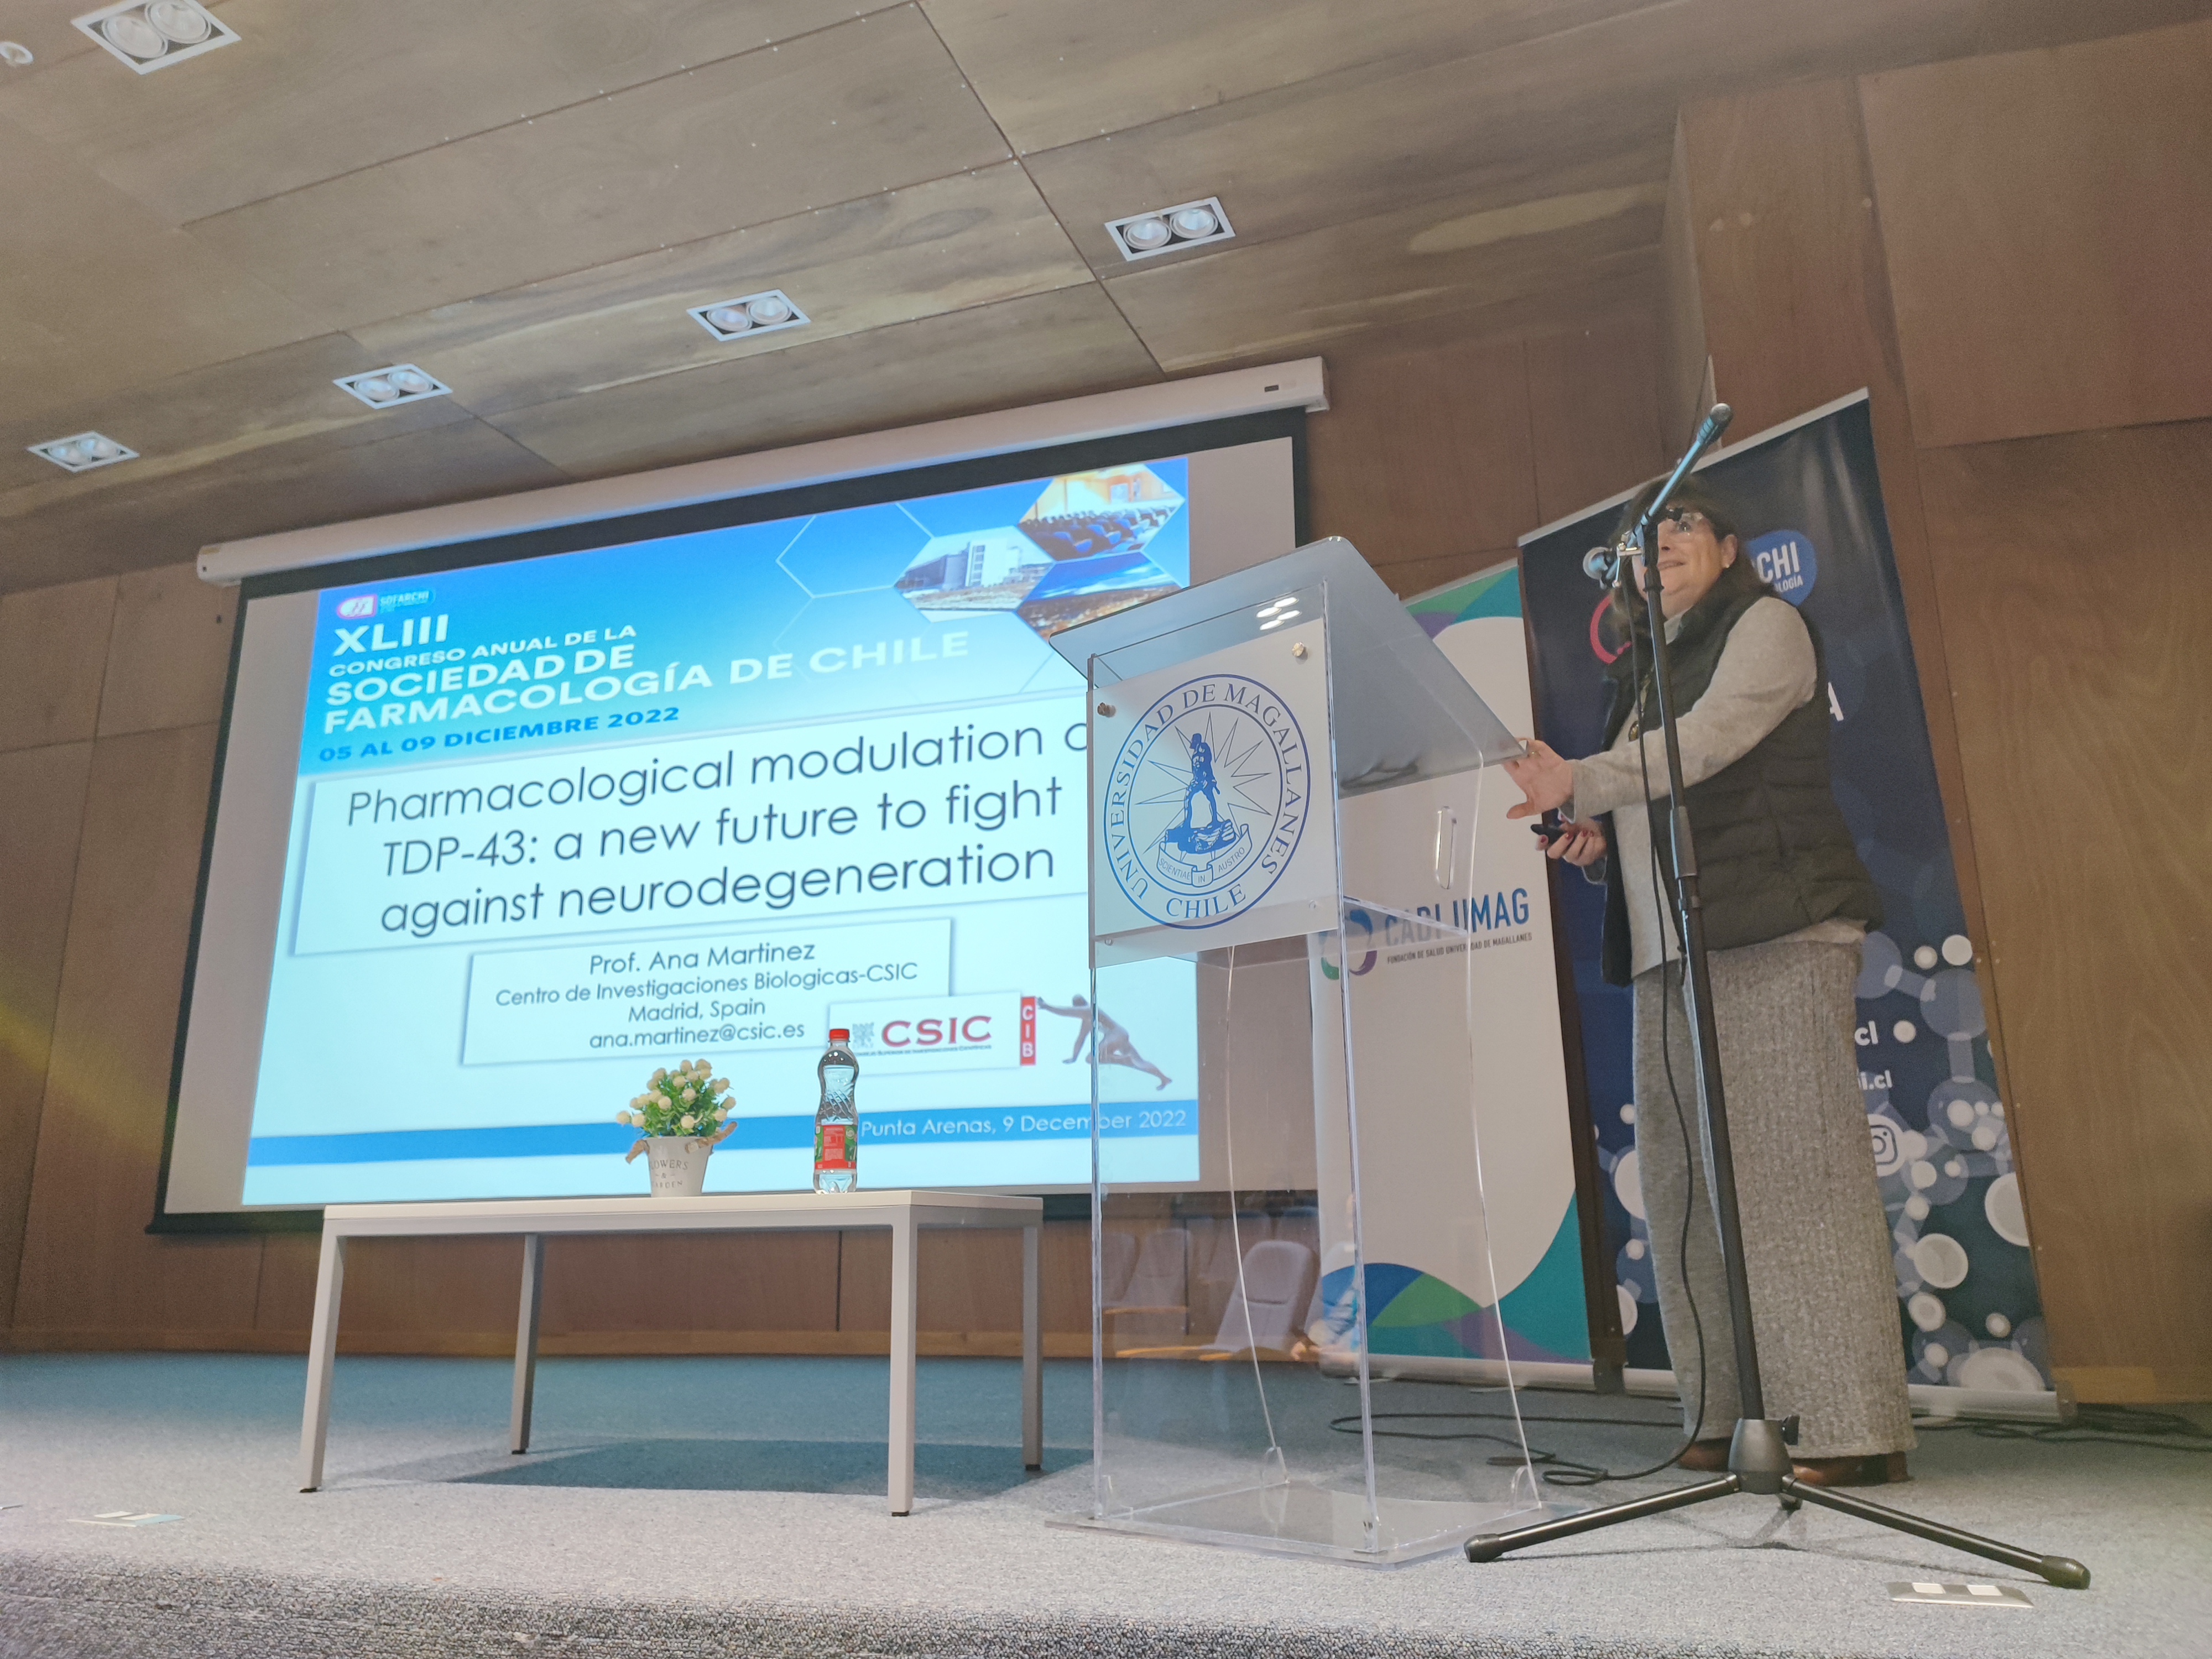 SOFARCHI
XLIII
CONGRESO ANUAL DE LA
SOCIEDAD DE
FARMACOLOGÍA DE CHILE
05 AL 09 DICIEMBRE 2022
Pharmacological modulation
TDP-43: a new future to fight
against neurodegeneration
Prof. Ana Martinez
Centro de Investigaciones Biologicas-CSIC
Madrid, Spain
ana.martinez@csic.es
CSIC
CIB
Punta Arenas, 9 December 2022
UNIVERSIDAD DE MAGALLANES
SCIENTIAE IN AUSTRO
CHILE
UMAG
FUNDACIÓN DE SALUD UNIVERSIDAD DE MAGALLANES
CHI
OLOGÍA
A
.cl
i.cl